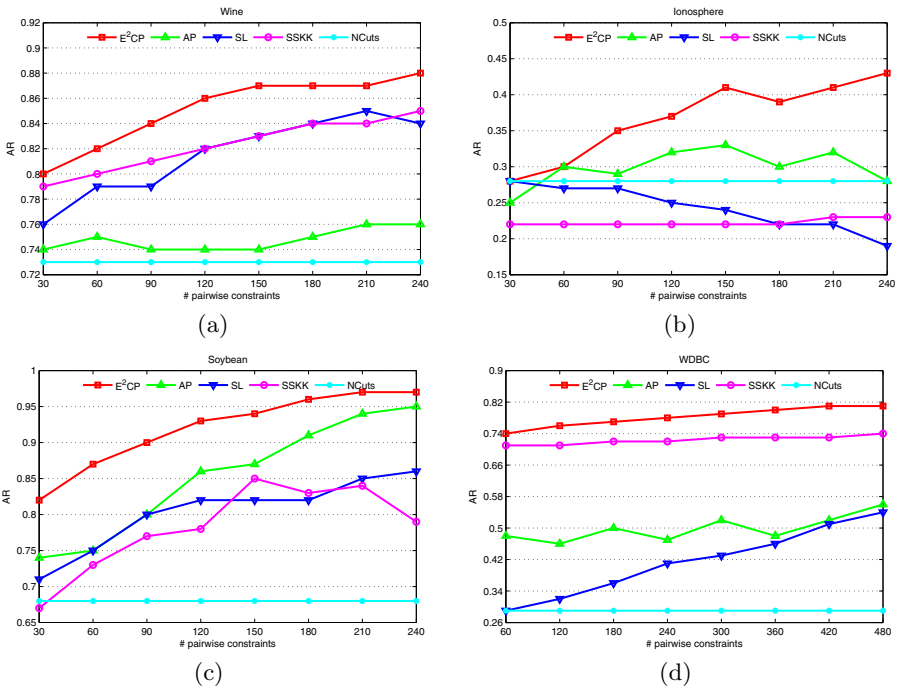 Wine
E²CP AP SL SSKK NCuts
0.92
0.9
0.88
0.86
0.84
0.82
0.8
0.78
0.76
0.74
0.72
AR
30 60 90 120 150 180 210 240
# pairwise constraints
(a)
Ionosphere
E²CP AP SL SSKK NCuts
0.5
0.45
0.4
0.35
0.3
0.25
0.2
0.15
AR
30 60 90 120 150 180 210 240
# pairwise constraints
(b)
Soybean
E²CP AP SL SSKK NCuts
1
0.95
0.9
0.85
0.8
0.75
0.7
0.65
AR
30 60 90 120 150 180 210 240
# pairwise constraints
(c)
WDBC
E²CP AP SL SSKK NCuts
0.9
0.82
0.74
0.66
0.58
0.5
0.42
0.34
0.26
AR
60 120 180 240 300 360 420 480
# pairwise constraints
(d)